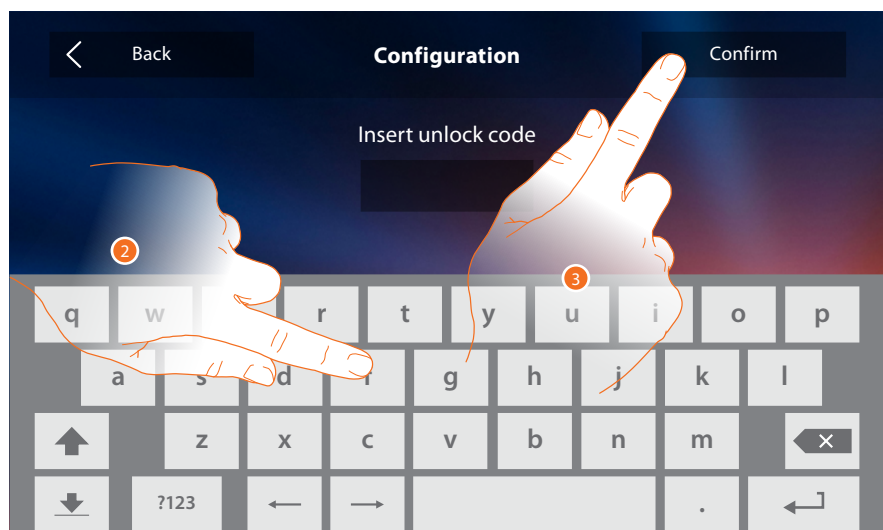 Back Configuration Confirm
Insert unlock code
2
3
q w r t y u i o p
a s d f g h j k l
z x c v b n m
?123 .